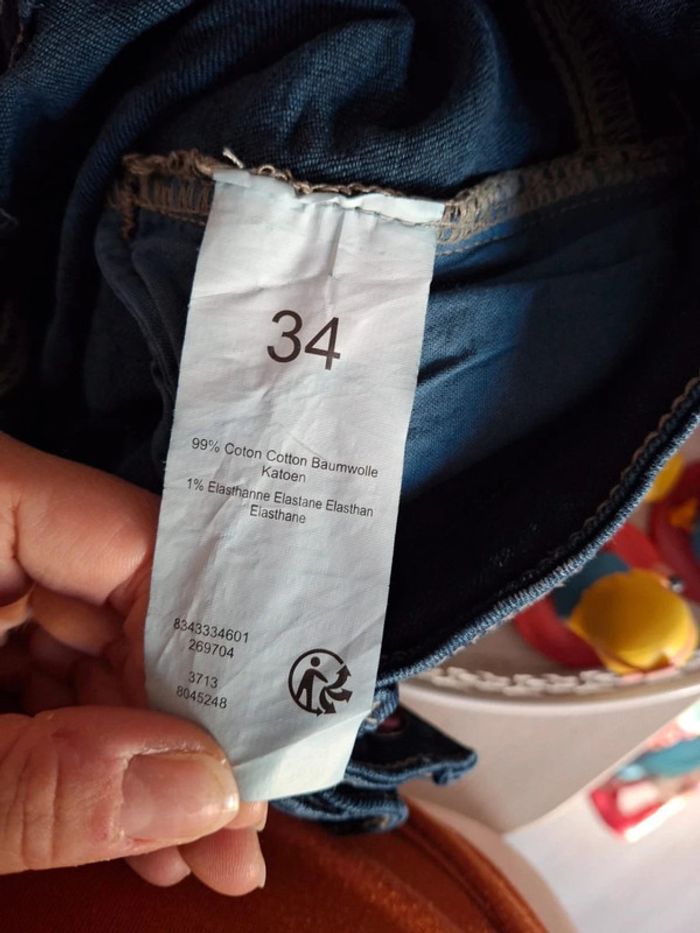 34
99% Coton Cotton Baumwolle
Katoen
1% Elasthanne Elastane Elasthan
Elasthane
8343334601
269704
3713
8045248